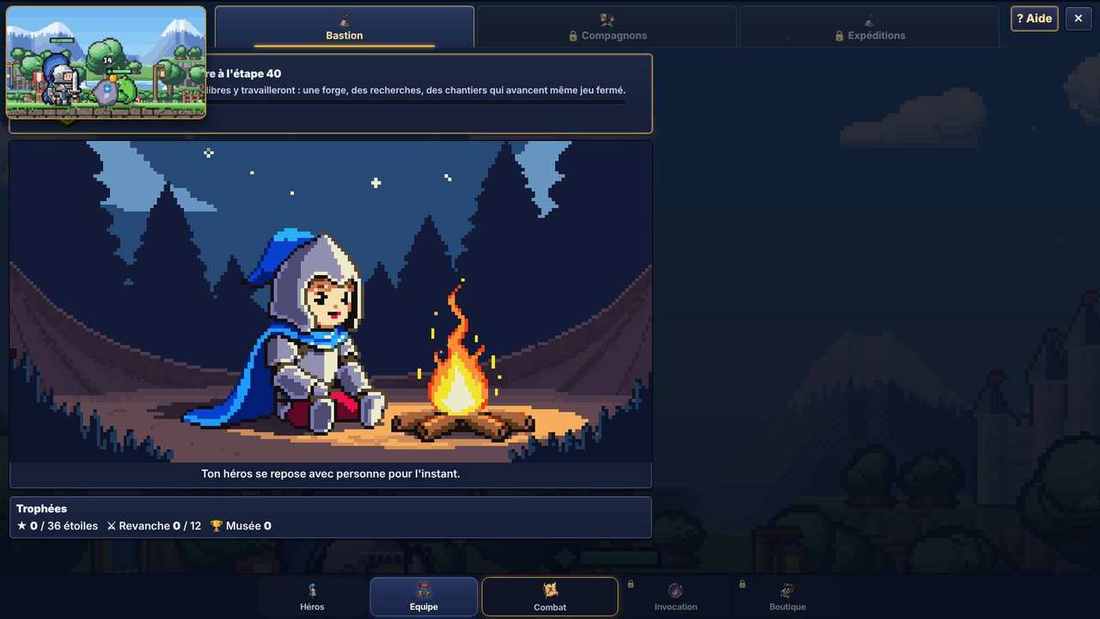 Bastion
Compagnons
Expéditions
? Aide
×
14
re à l'étape 40
libres y travailleront : une forge, des recherches, des chantiers qui avancent même jeu fermé.
Ton héros se repose avec personne pour l'instant.
Trophées
★ 0 / 36 étoiles ⚔ Revanche 0 / 12 🏆 Musée 0
Héros
Equipe
Combat
Invocation
Boutique